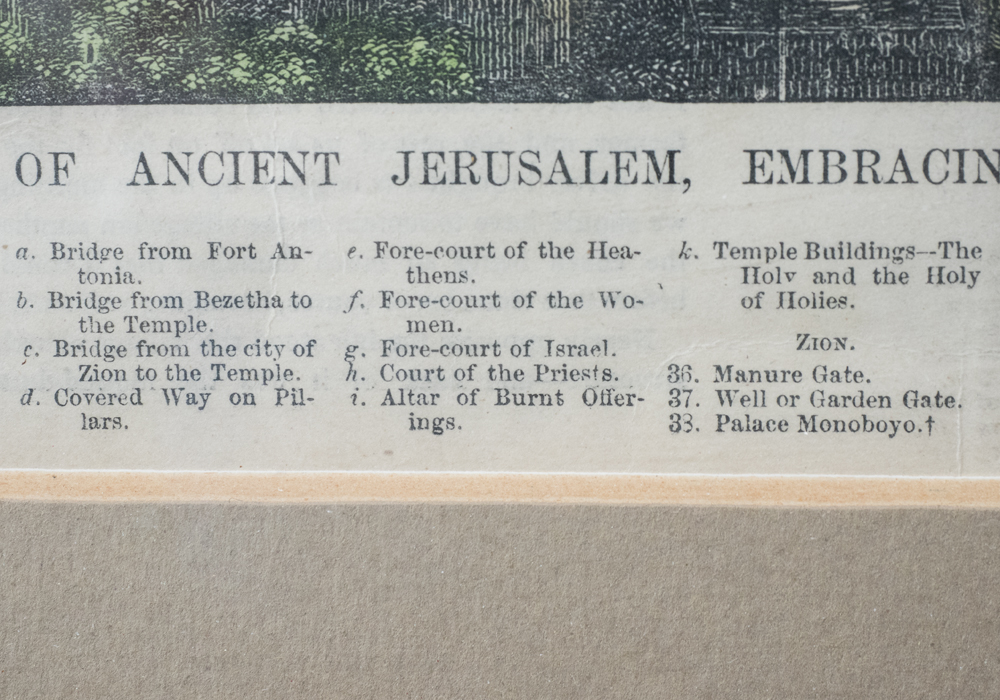 OF ANCIENT JERUSALEM, EMBRACIN
a. Bridge from Fort An-
tonia.
b. Bridge from Bezetha to
the Temple.
c. Bridge from the city of
Zion to the Temple.
d. Covered Way on Pil-
lars.
e. Fore-court of the Hea-
thens.
f. Fore-court of the Wo-
men.
g. Fore-court of Israel.
h. Court of the Priests.
i. Altar of Burnt Offer-
ings.
k. Temple Buildings--The
Holy and the Holy
of Holies.
ZION.
36. Manure Gate.
37. Well or Garden Gate.
38. Palace Monoboyo.†